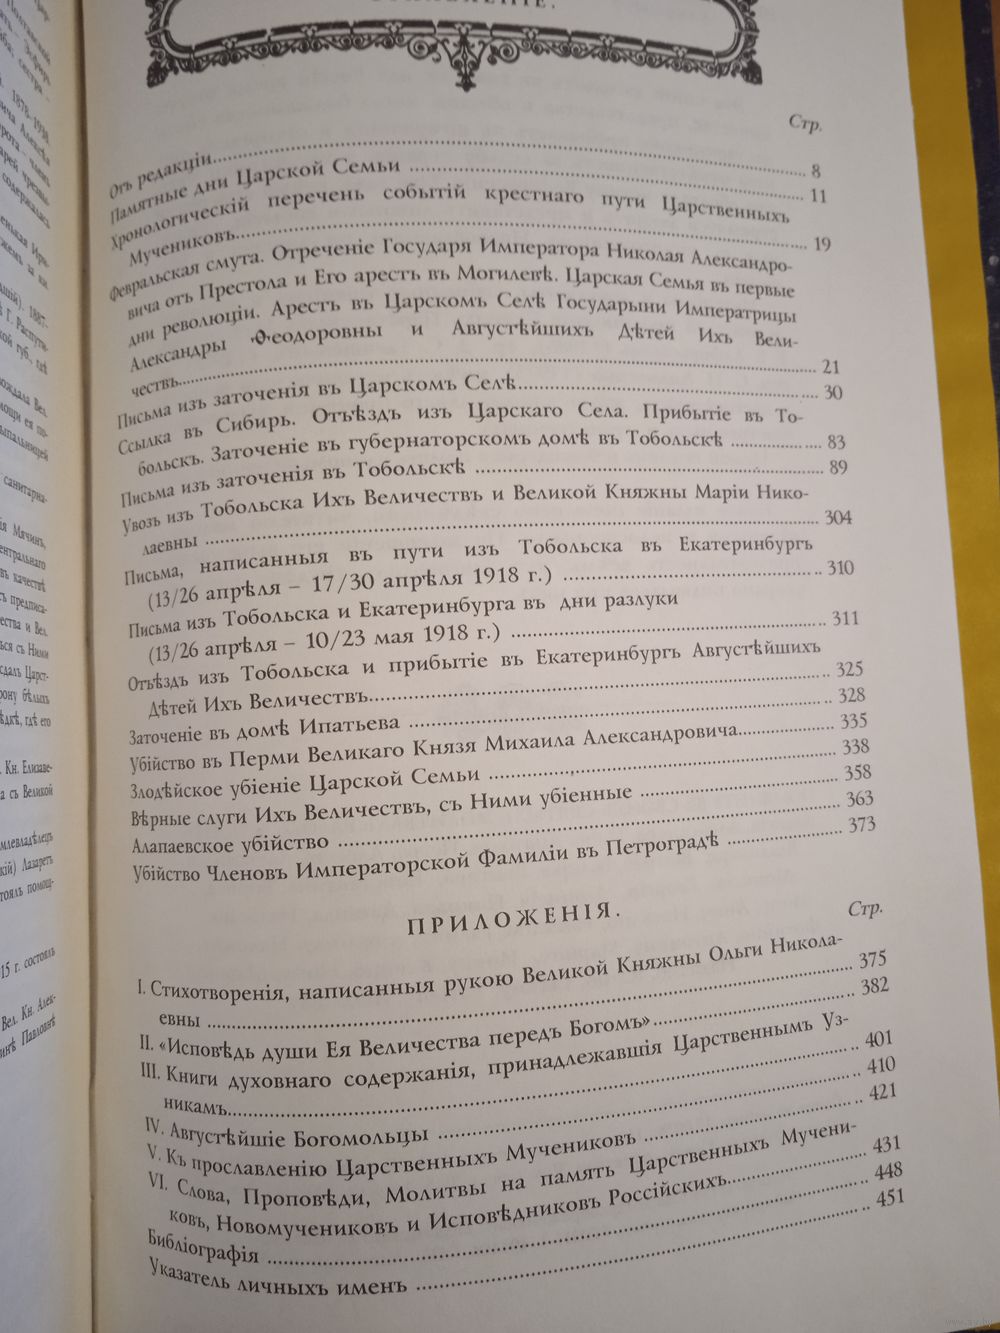 Стр.
Отъ редакціи 8
Памятные дни Царской Семьи 11
Хронологическій перечень событій крестнаго пути Царственныхъ
Мучениковъ 19
Февральская смута. Отреченіе Государя Императора Николая Александро-
вича отъ Престола и Его арестъ въ Могилевѣ. Царская Семья въ первые
дни революціи. Арестъ въ Царскомъ Селѣ Государыни Императрицы
Александры Ѳеодоровны и Августѣйшихъ Дѣтей Ихъ Вели-
чествъ 21
Письма изъ заточенія въ Царскомъ Селѣ 30
Ссылка въ Сибирь. Отъѣздъ изъ Царскаго Села. Прибытіе въ То-
больскъ. Заточеніе въ губернаторскомъ домѣ въ Тобольскѣ 83
Письма изъ заточенія въ Тобольскѣ 89
Увозъ изъ Тобольска Ихъ Величествъ и Великой Княжны Маріи Нико-
лаевны 304
Письма, написанныя въ пути изъ Тобольска въ Екатеринбургъ
(13/26 апрѣля – 17/30 апрѣля 1918 г.) 310
Письма изъ Тобольска и Екатеринбурга въ дни разлуки
(13/26 апрѣля – 10/23 мая 1918 г.) 311
Отъѣздъ изъ Тобольска и прибытіе въ Екатеринбургъ Августѣйшихъ
Дѣтей Ихъ Величествъ 325
Заточеніе въ домѣ Ипатьева 328
Убійство въ Перми Великаго Князя Михаила Александровича 335
Злодѣйское убіеніе Царской Семьи 338
Вѣрные слуги Ихъ Величествъ, съ Ними убіенные 358
Алапаевское убійство 363
Убійство Членовъ Императорской Фамиліи въ Петроградѣ 373
ПРИЛОЖЕНІЯ.
Стр.
I. Стихотворенія, написанныя рукою Великой Княжны Ольги Никола-
евны 375
II. «Исповѣдь души Ея Величества передъ Богомъ» 382
III. Книги духовнаго содержанія, принадлежавшія Царственнымъ Уз-
никамъ 401
IV. Августѣйшіе Богомольцы 410
V. Къ прославленію Царственныхъ Мучениковъ 421
VI. Слова, Проповѣди, Молитвы на память Царственныхъ Мучени-
ковъ, Новомучениковъ и Исповѣдниковъ Россійскихъ 431
Библіографія 448
Указатель личныхъ именъ 451